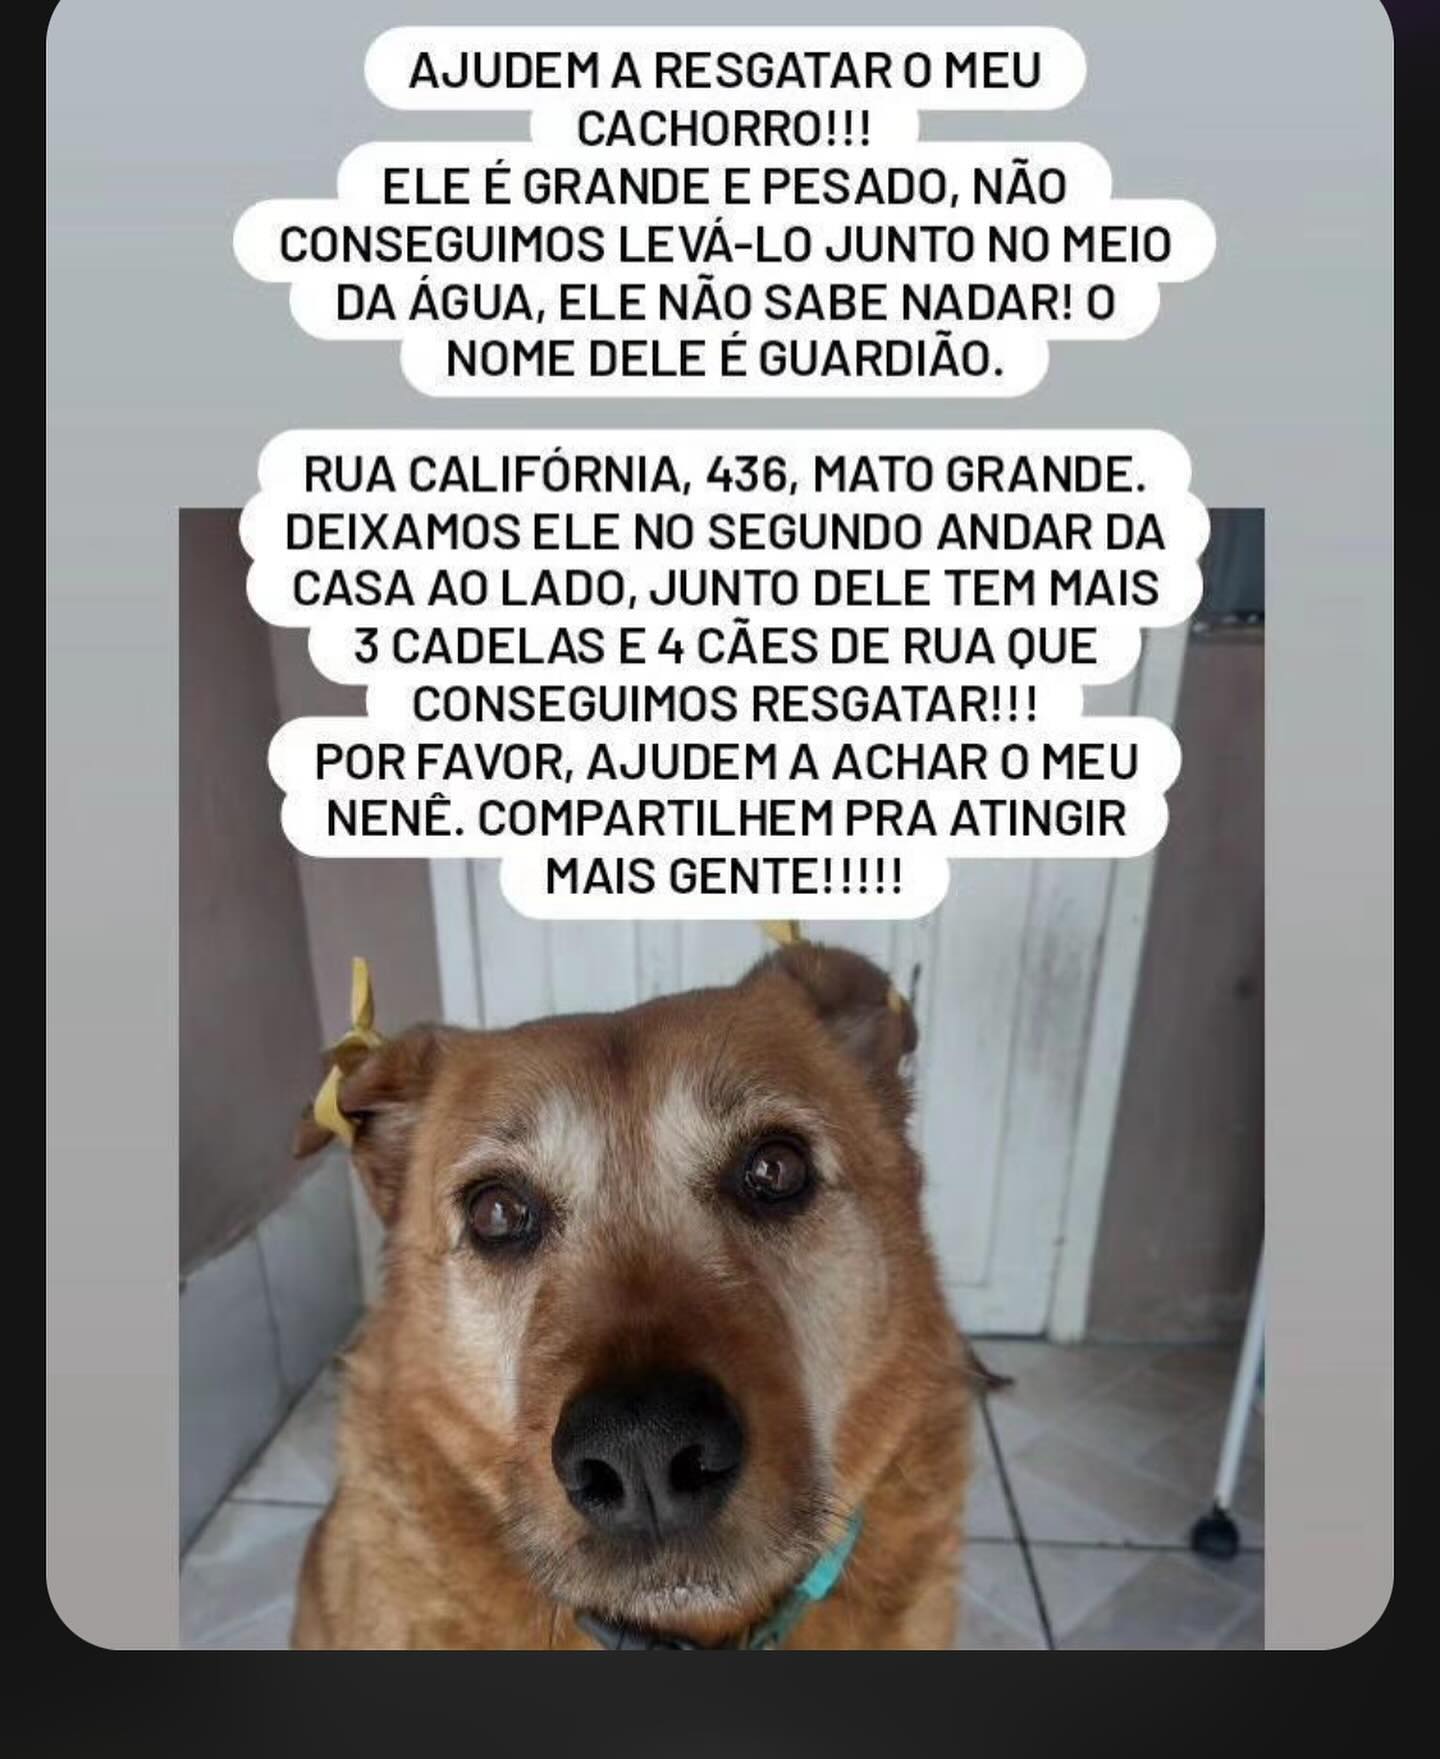 AJUDEM A RESGATAR O MEU
CACHORRO!!!
ELE É GRANDE E PESADO, NÃO
CONSEGUIMOS LEVÁ-LO JUNTO NO MEIO
DA ÁGUA, ELE NÃO SABE NADAR! O
NOME DELE É GUARDIÃO.
RUA CALIFÓRNIA, 436, MATO GRANDE.
DEIXAMOS ELE NO SEGUNDO ANDAR DA
CASA AO LADO, JUNTO DELE TEM MAIS
3 CADELAS E 4 CÃES DE RUA QUE
CONSEGUIMOS RESGATAR!!!
POR FAVOR, AJUDEM A ACHAR O MEU
NENÊ. COMPARTILHEM PRA ATINGIR
MAIS GENTE!!!!!